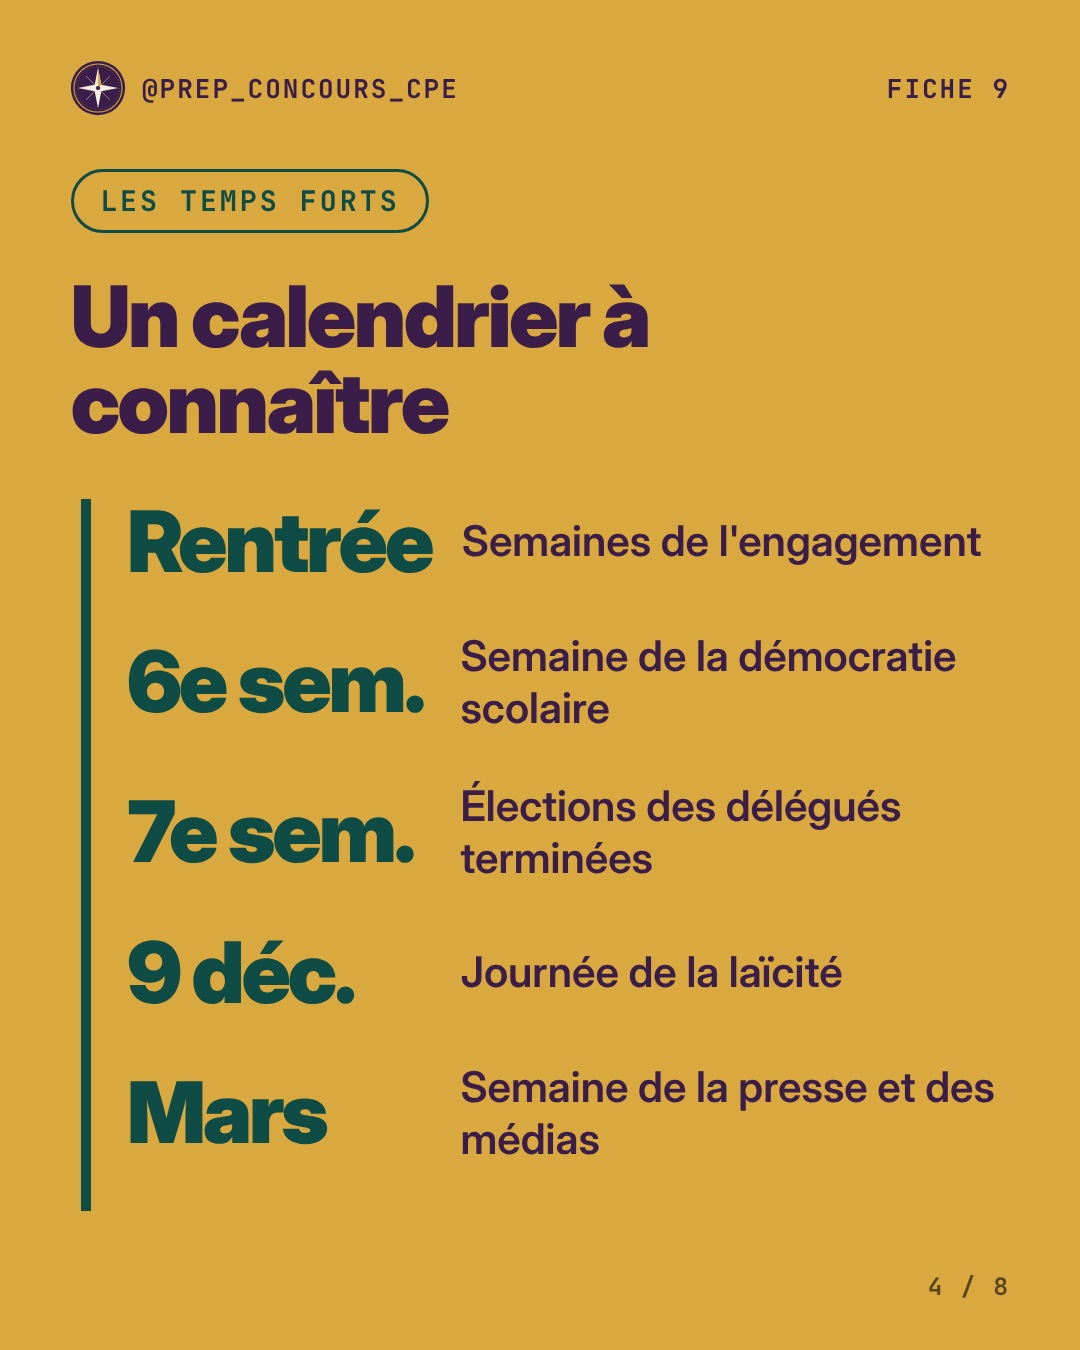 @PREP_CONCOURS_CPE
FICHE 9
LES TEMPS FORTS
Un calendrier à
connaître
Rentrée Semaines de l'engagement
6e sem. Semaine de la démocratie
scolaire
7e sem. Élections des délégués
terminées
9 déc. Journée de la laïcité
Mars Semaine de la presse et des
médias
4 / 8